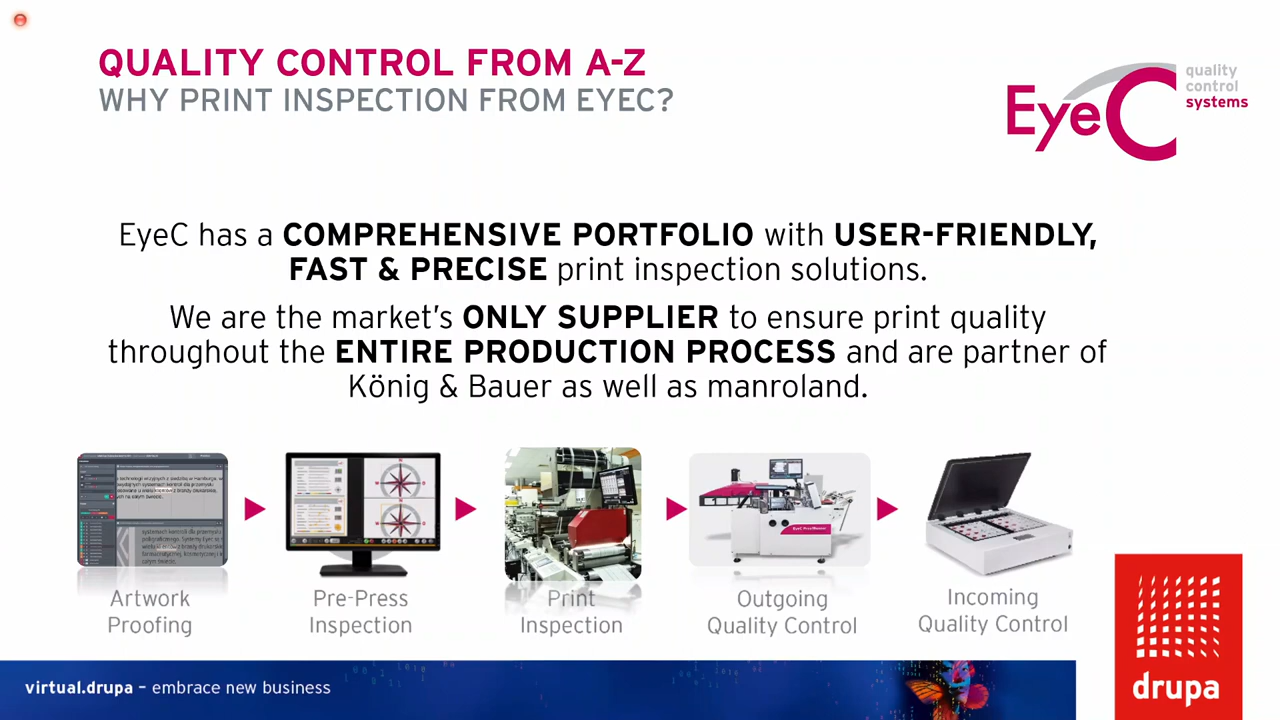 QUALITY CONTROL FROM A-Z
WHY PRINT INSPECTION FROM EYEC?
EyeC
quality
control
systems
EyeC has a COMPREHENSIVE PORTFOLIO with USER-FRIENDLY,
FAST & PRECISE print inspection solutions.
We are the market's ONLY SUPPLIER to ensure print quality
throughout the ENTIRE PRODUCTION PROCESS and are partner of
König & Bauer as well as manroland.
Artwork
Proofing
Pre-Press
Inspection
Print
Inspection
Outgoing
Quality Control
Incoming
Quality Control
virtual.drupa – embrace new business
drupa